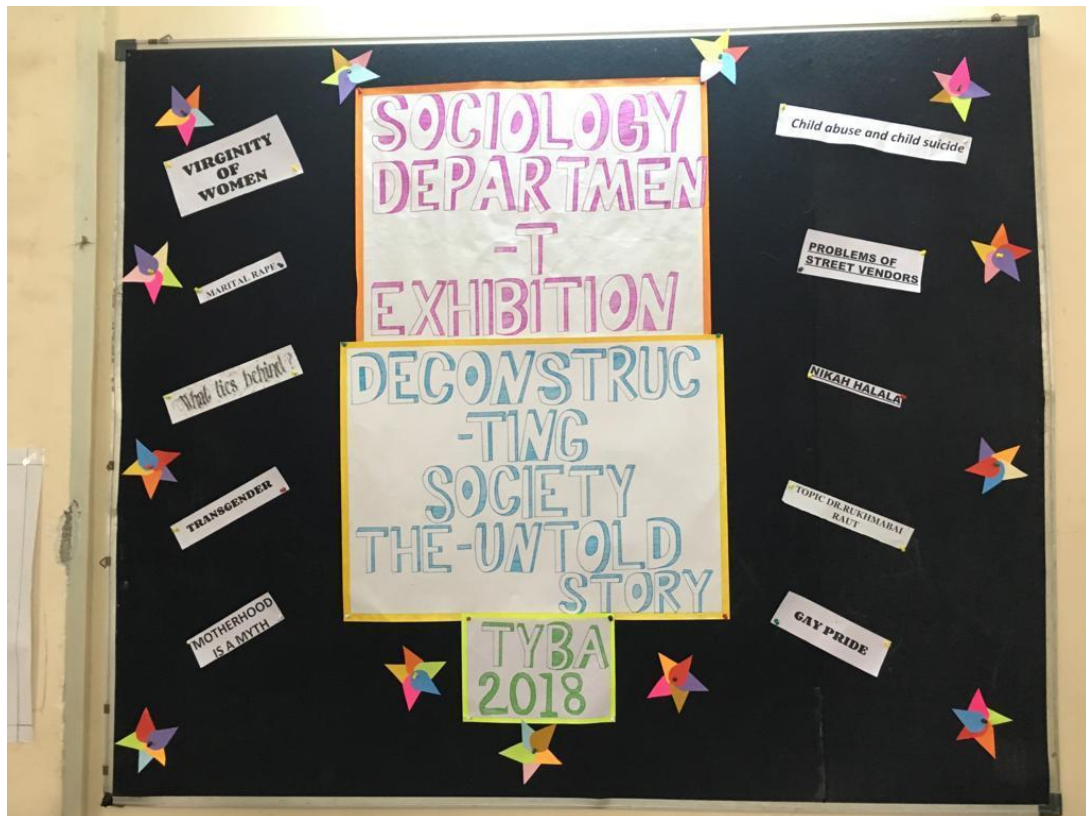 SOCIOLOGY
DEPARTMEN
-T
EXHIBITION
DECONSTRUC
-TING
SOCIETY
THE-UNTOLD
STORY
TYBA
2018
VIRGINITY
OF
WOMEN
MARITAL RAPE
What lies behind?
TRANSGENDER
MOTHERHOOD
IS A MYTH
Child abuse and child suicide
PROBLEMS OF
STREET VENDORS
NIKAH HALALA
TOPIC DR.RUKHMABAI
RAUT
GAY PRIDE